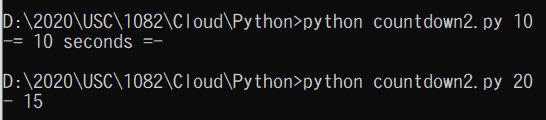 D:\2020\USC\1082\Cloud\Python>python countdown2.py 10
-= 10 seconds =-
D:\2020\USC\1082\Cloud\Python>python countdown2.py 20
- 15